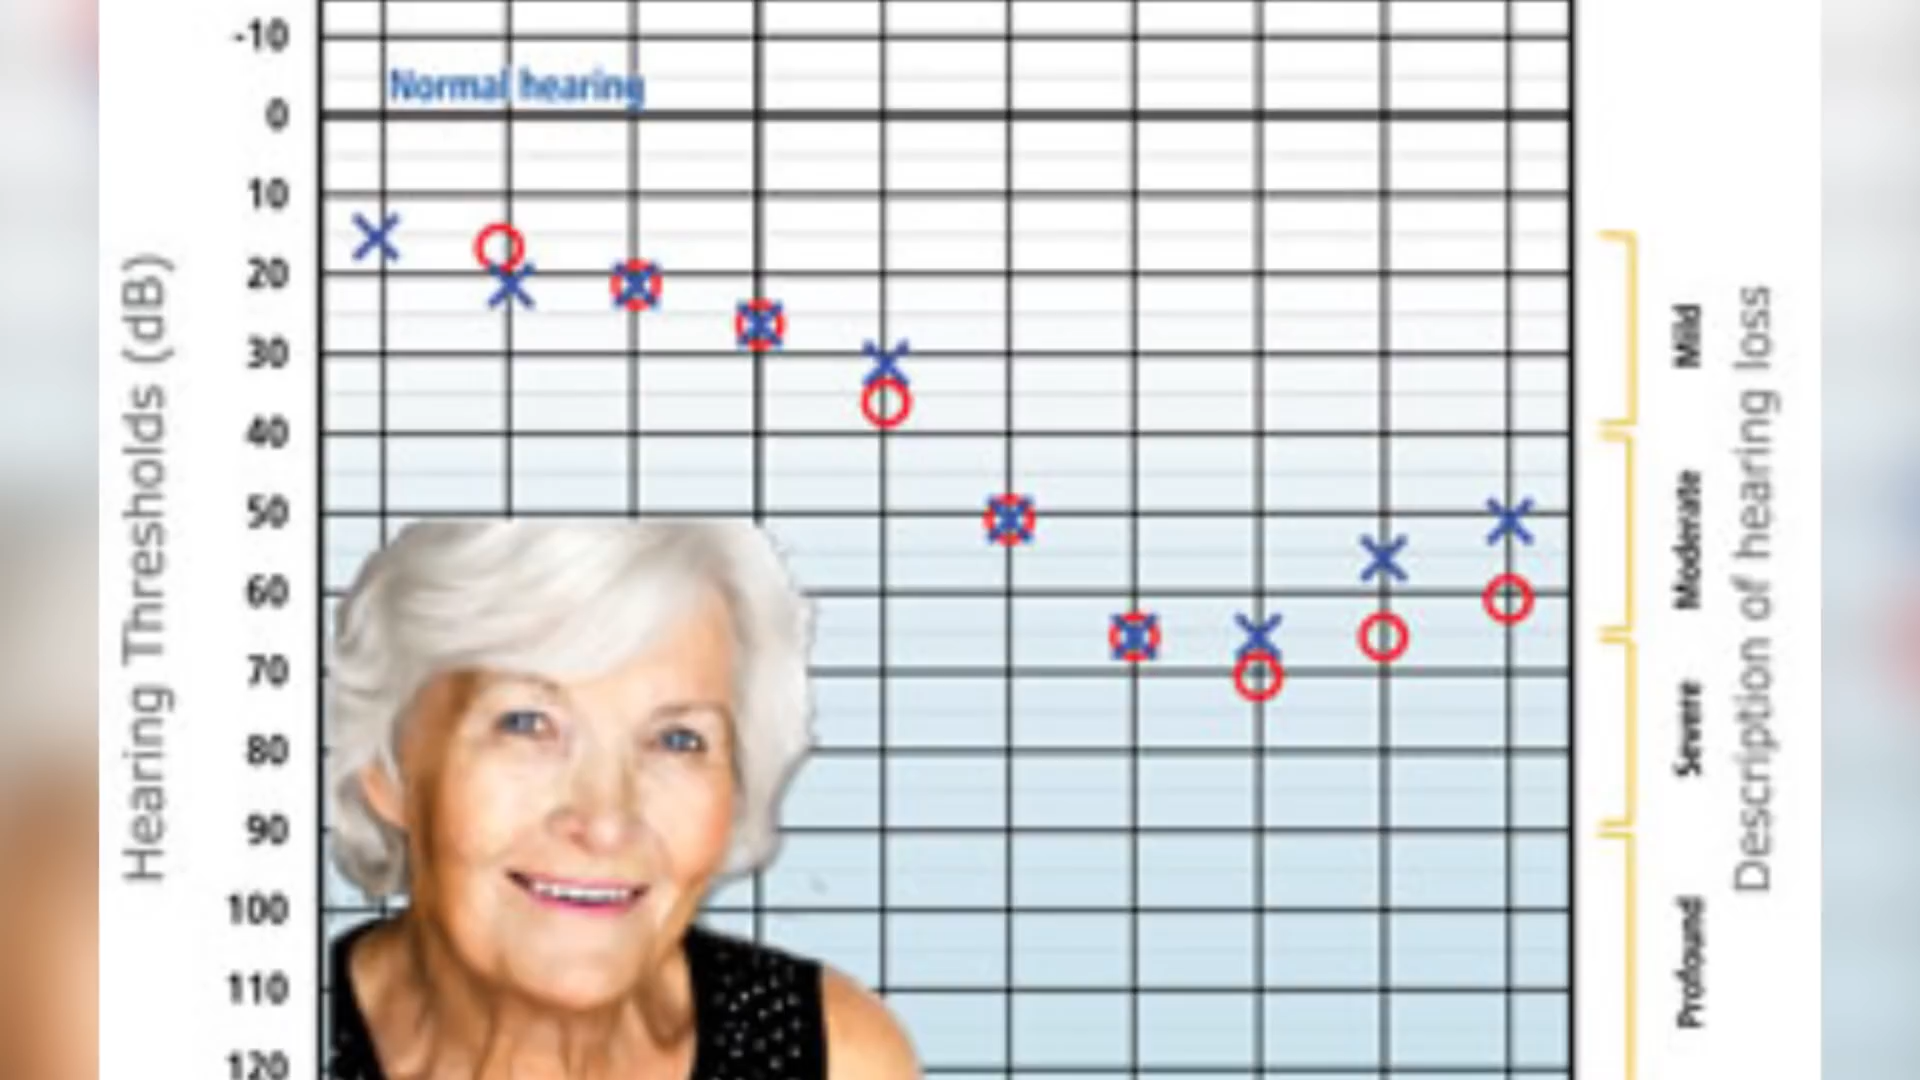 -10
Normal hearing
0
10
20
30
40
50
60
70
80
90
100
110
120
Hearing Thresholds (dB)
Mild
Moderate
Severe
Profound
Description of hearing loss